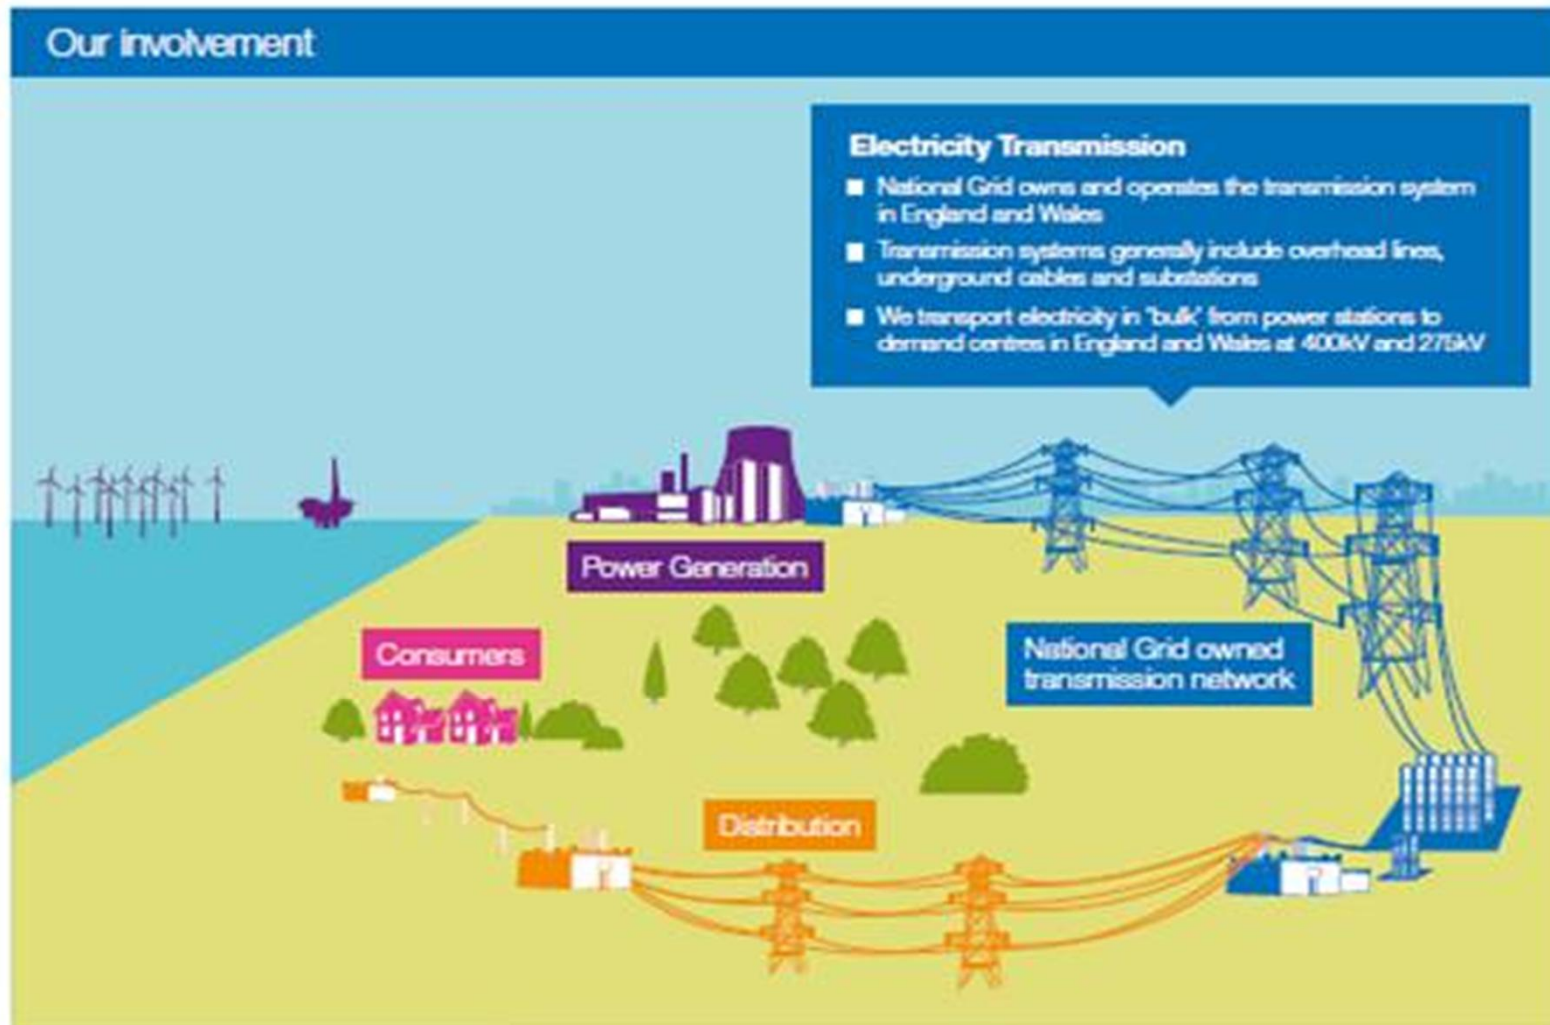 Our involvement
Electricity Transmission
National Grid owns and operates the transmission system
in England and Wales
Transmission systems generally include overhead lines,
underground cables and substations
We transport electricity in 'bulk' from power stations to
demand centres in England and Wales at 400kV and 275kV
Power Generation
Consumers
National Grid owned
transmission network
Distribution